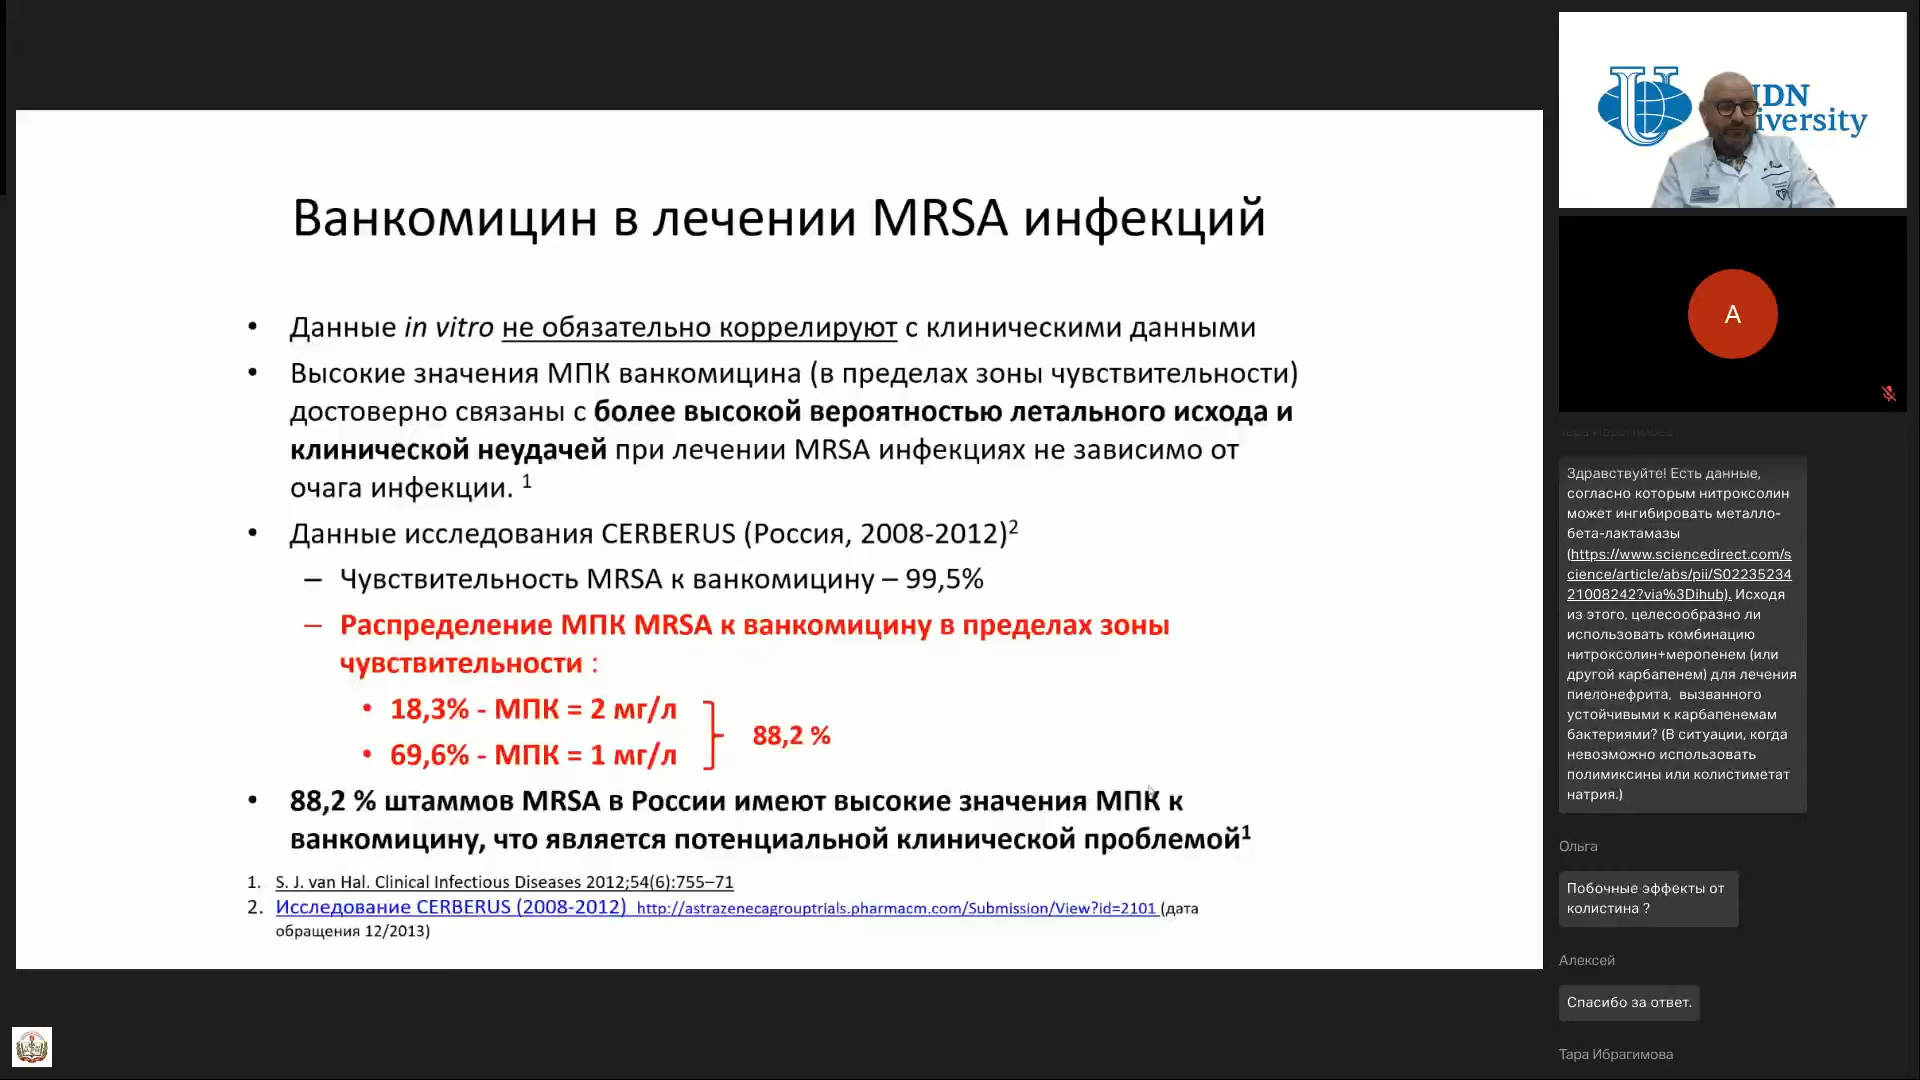 Ванкомицин в лечении MRSA инфекций
• Данные in vitro не обязательно коррелируют с клиническими данными
• Высокие значения МПК ванкомицина (в пределах зоны чувствительности)
достоверно связаны с более высокой вероятностью летального исхода и
клинической неудачей при лечении MRSA инфекциях не зависимо от
очага инфекции. 1
• Данные исследования CERBERUS (Россия, 2008-2012)2
– Чувствительность MRSA к ванкомицину – 99,5%
– Распределение МПК MRSA к ванкомицину в пределах зоны
чувствительности :
• 18,3% - МПК = 2 мг/л
• 69,6% - МПК = 1 мг/л
88,2 %
• 88,2 % штаммов MRSA в России имеют высокие значения МПК к
ванкомицину, что является потенциальной клинической проблемой1
1. S. J. van Hal. Clinical Infectious Diseases 2012;54(6):755–71
2. Исследование CERBERUS (2008-2012) http://astrazenecagrouptrials.pharmacm.com/Submission/View?id=2101 (дата
обращения 12/2013)
DN
iversity
A
Здравствуйте! Есть данные,
согласно которым нитроксолин
может ингибировать металло-
бета-лактамазы
(https://www.sciencedirect.com/s
cience/article/abs/pii/S02235234
21008242?via%3Dihub). Исходя
из этого, целесообразно ли
использовать комбинацию
нитроксолин+меропенем (или
другой карбапенем) для лечения
пиелонефрита, вызванного
устойчивыми к карбапенемам
бактериями? (В ситуации, когда
невозможно использовать
полимиксины или колистиметат
натрия.)
Ольга
Побочные эффекты от
колистина ?
Алексей
Спасибо за ответ.
Тара Ибрагимова